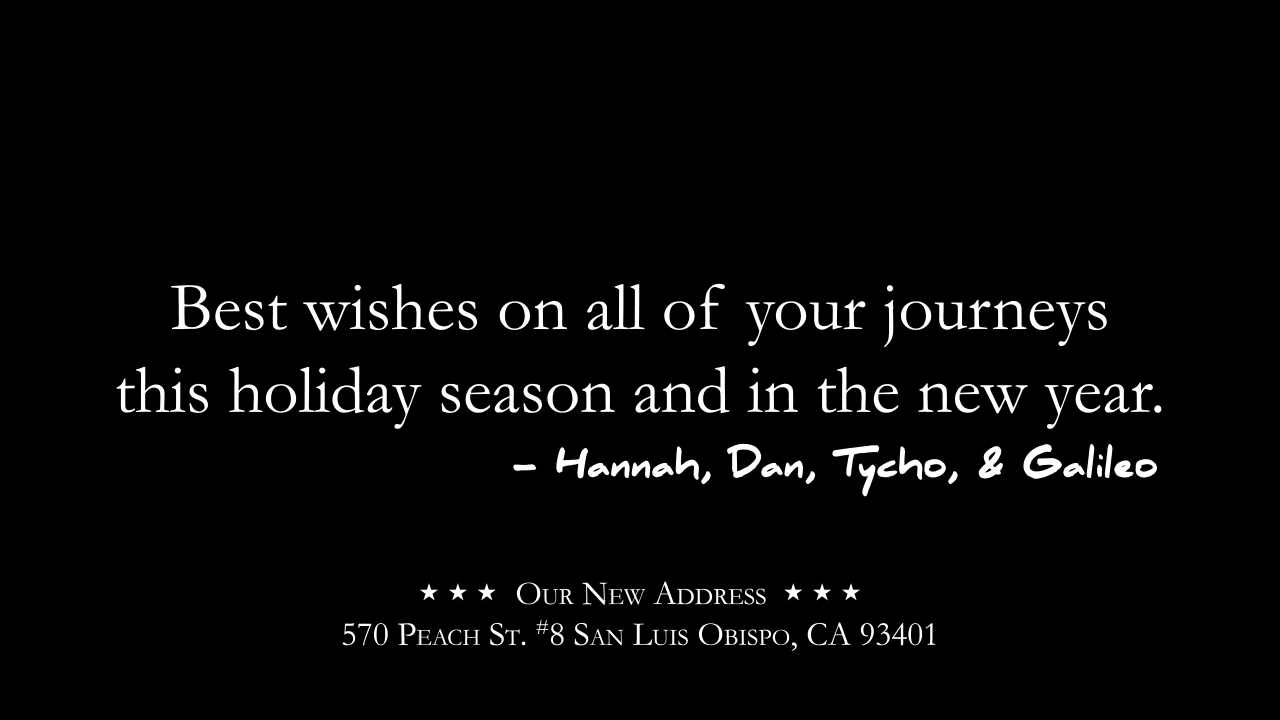 Best wishes on all of your journeys
this holiday season and in the new year.
– Hannah, Dan, Tycho, & Galileo
★ ★ ★ Our New Address ★ ★ ★
570 Peach St. #8 San Luis Obispo, CA 93401